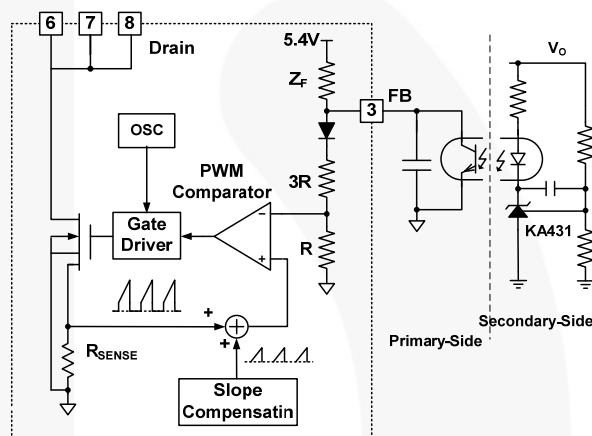 6 7 8
Drain
5.4V
ZF
3 FB
VO
OSC
PWM
Comparator
3R
Gate
Driver
−
+
R
KA431
+
+
+
RSENSE
Slope
Compensatin
Primary-Side
Secondary-Side